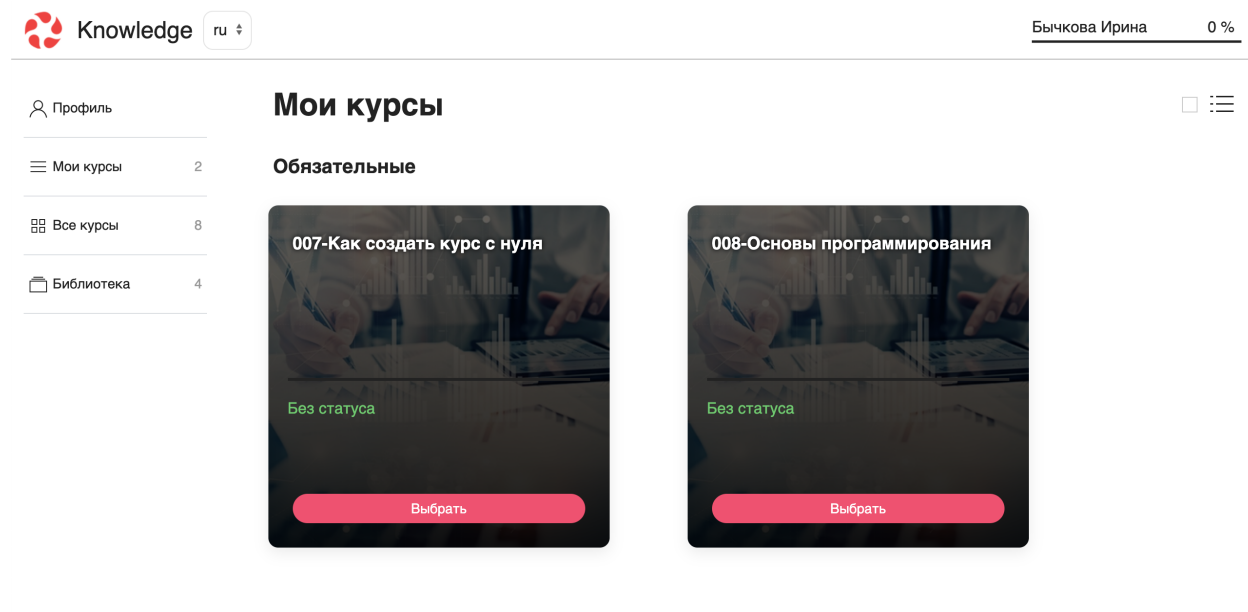 Knowledge ru
Бычкова Ирина 0 %
Профиль
Мои курсы 2
Все курсы 8
Библиотека 4
Мои курсы
Обязательные
007-Как создать курс с нуля
Без статуса
Выбрать
008-Основы программирования
Без статуса
Выбрать